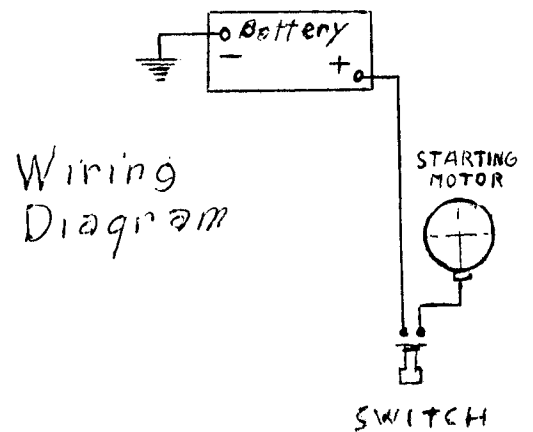 Battery
− +
STARTING
MOTOR
Wiring
Diagram
SWITCH